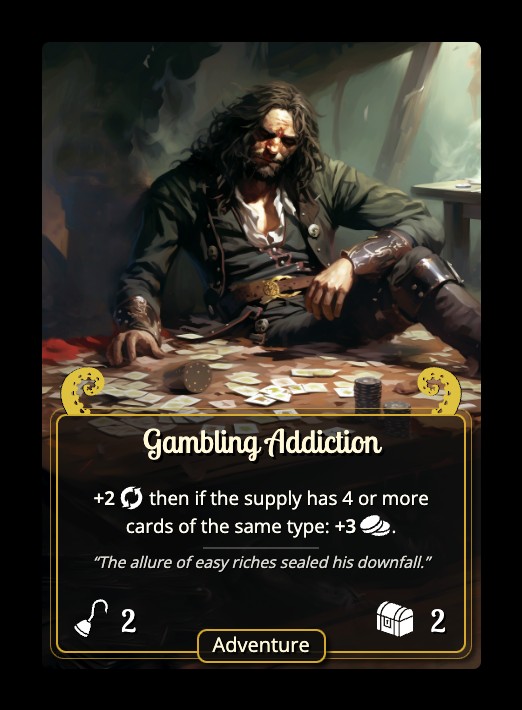 Gambling Addiction
+2 then if the supply has 4 or more
cards of the same type: +3 .
“The allure of easy riches sealed his downfall.”
2
2
Adventure